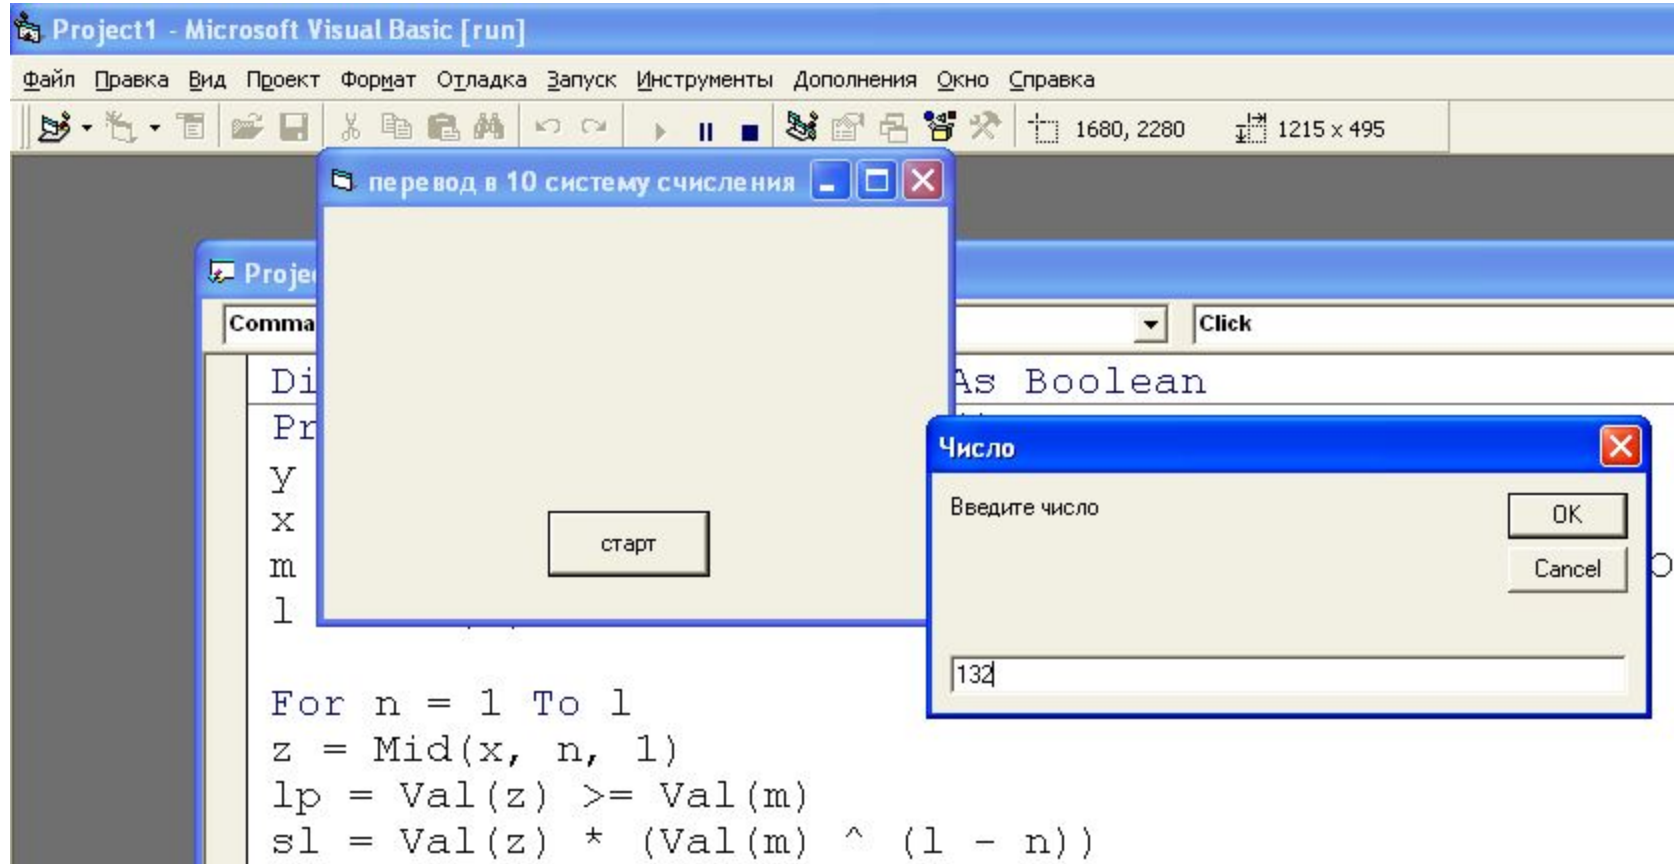 Project1 - Microsoft Visual Basic [run]
Файл Правка Вид Проект Формат Отладка Запуск Инструменты Дополнения Окно Справка
1680, 2280 1215 x 495
перевод в 10 систему счисления
Click
As Boolean
Число
y
Введите число
OK
x
старт
m
Cancel
l
132
For n = 1 To l
z = Mid(x, n, 1)
lp = Val(z) >= Val(m)
sl = Val(z) * (Val(m) ^ (l - n))